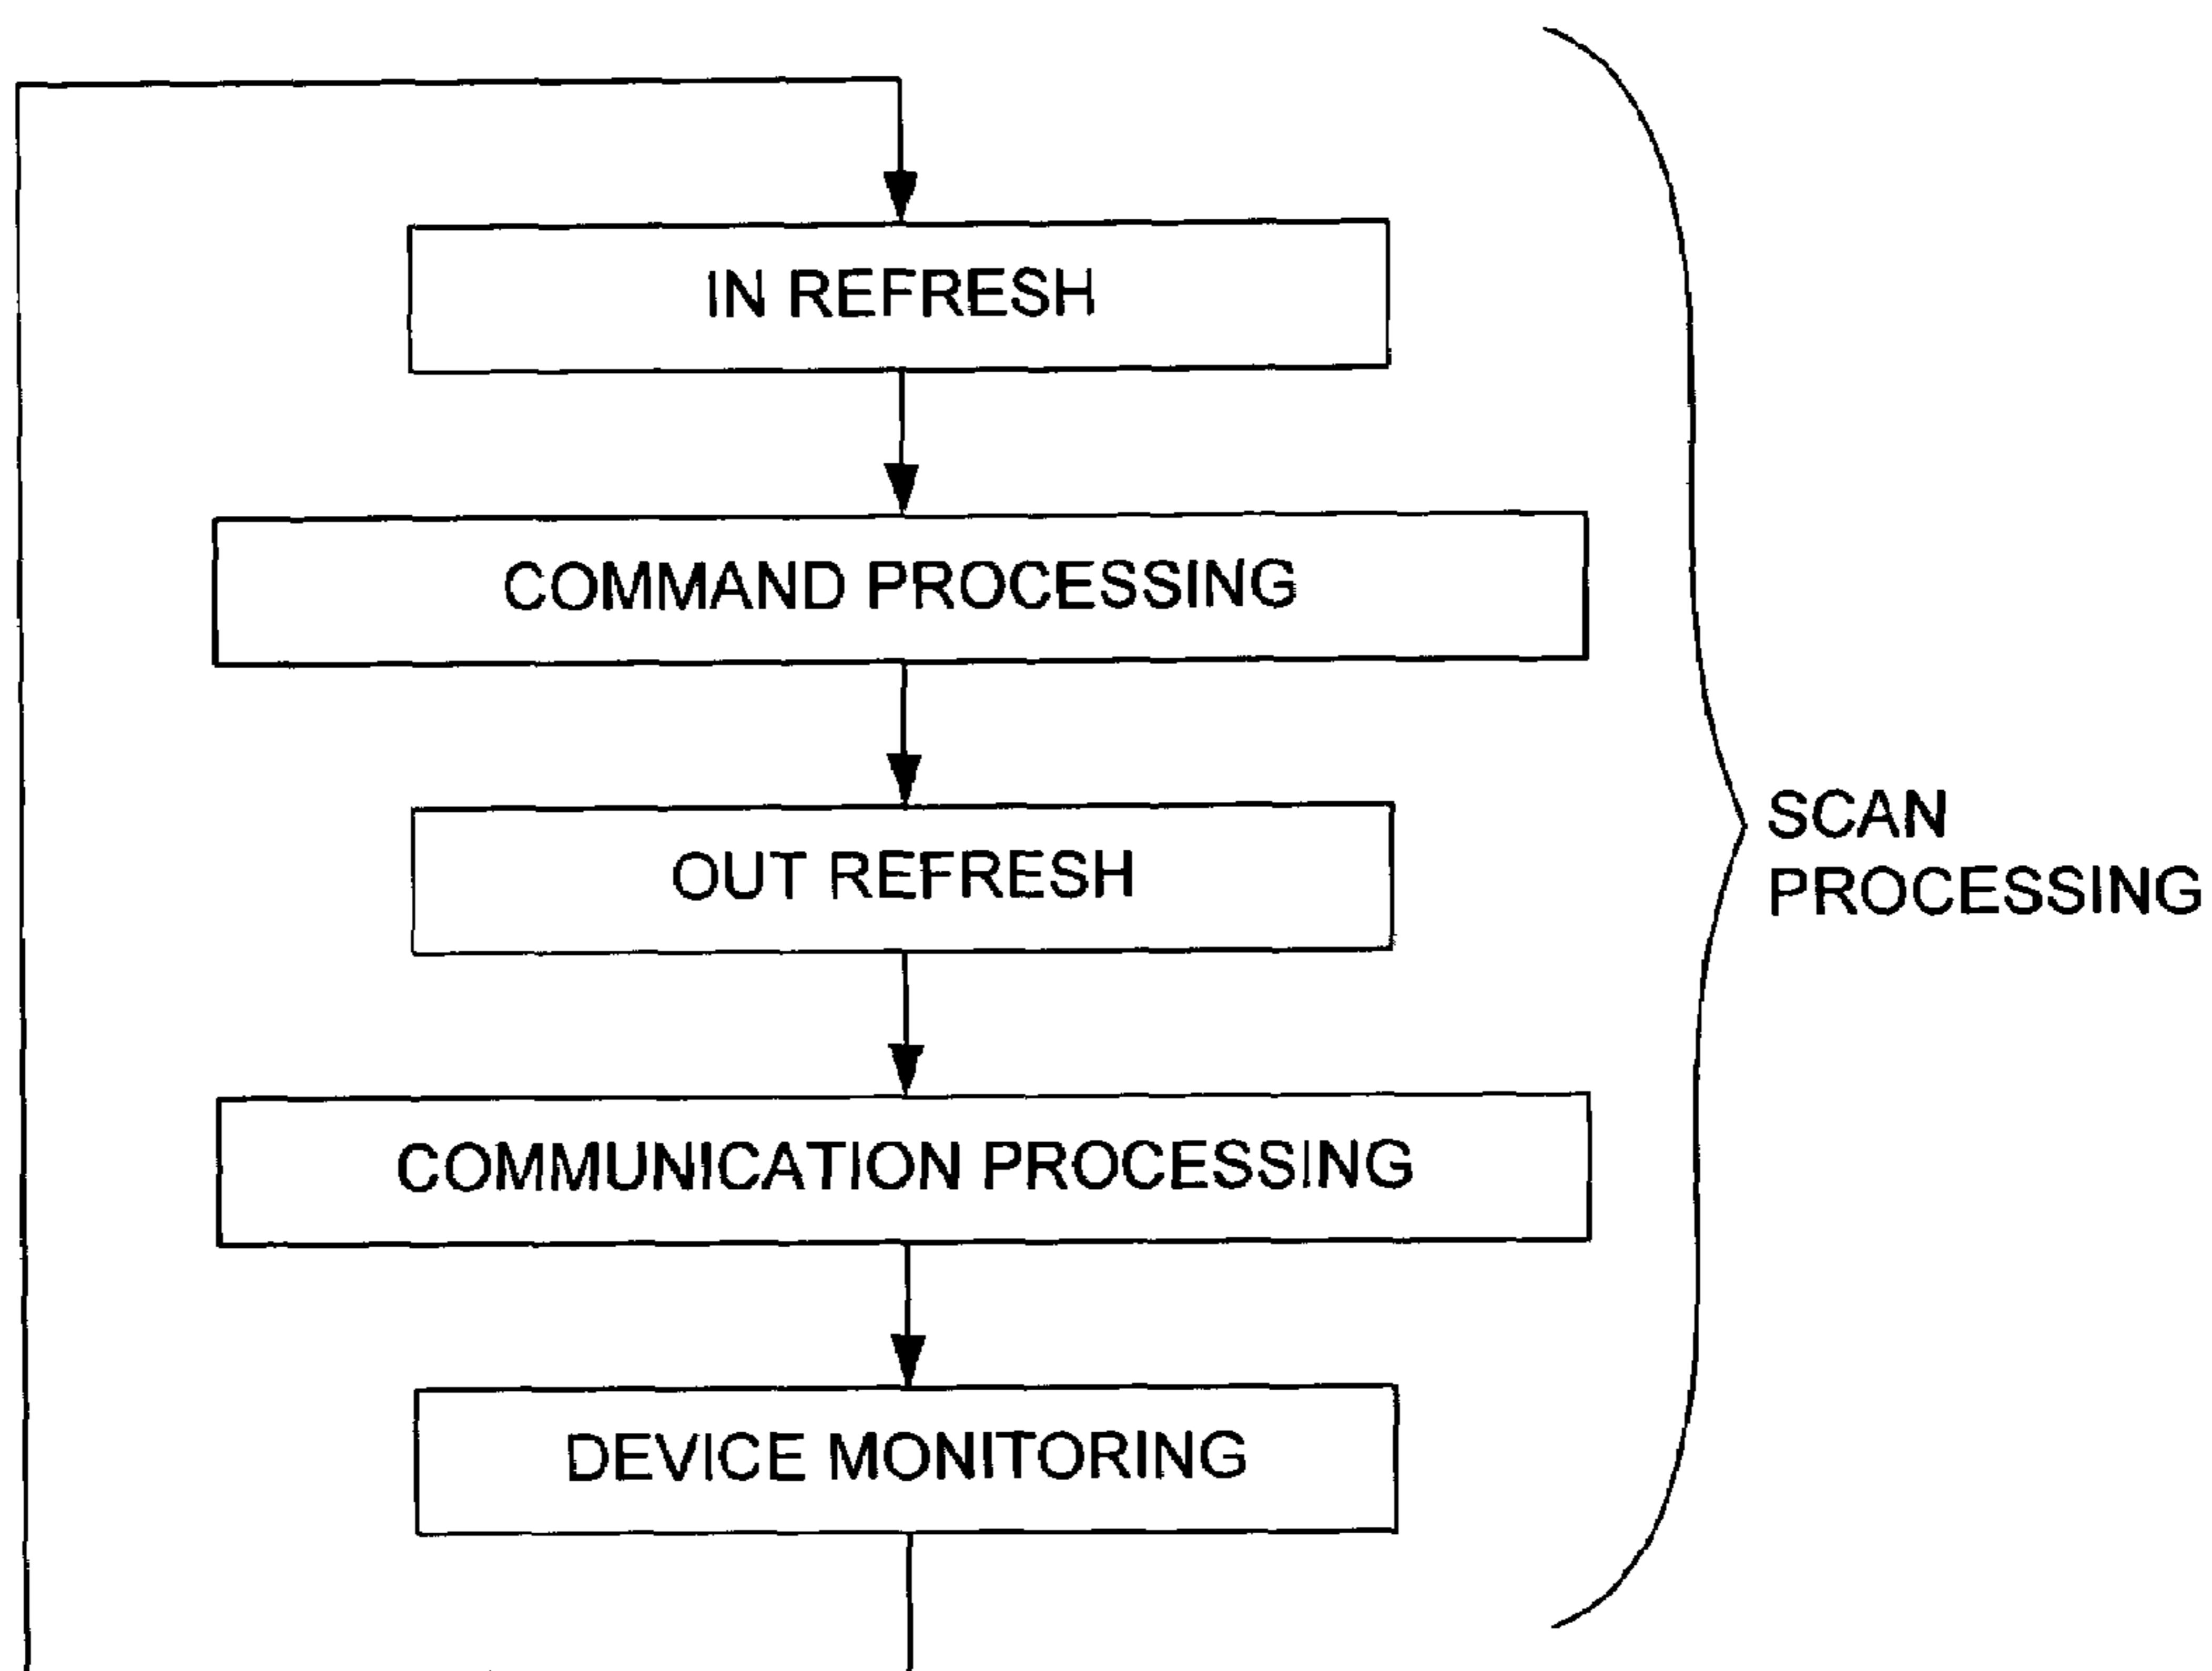 IN REFRESH
COMMAND PROCESSING
OUT REFRESH
COMMUNICATION PROCESSING
DEVICE MONITORING
SCAN
PROCESSING